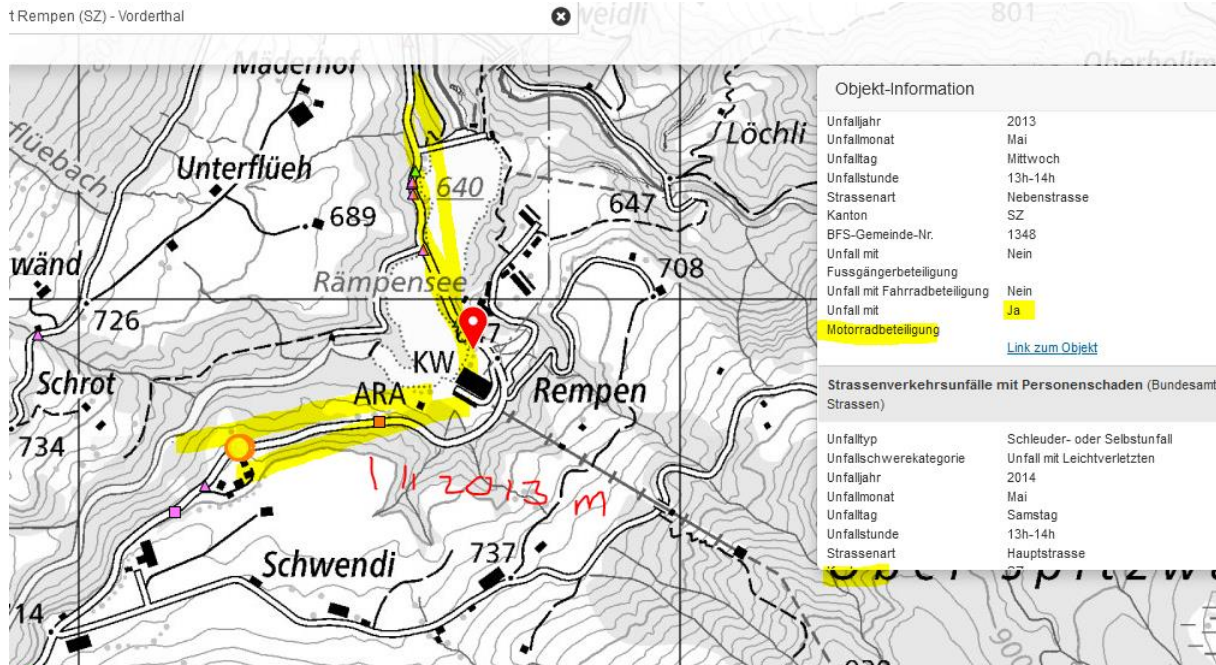 t Rempen (SZ) - Vorderthal
801
Mäderhof
Objekt-Information
Löchli
Unterflüeh
640
647
689
708
Rämpensee
726
KW
ARA
Rempen
Schrot
734
1 11 2013 m
Schwendi
737
Unfalljahr 2013
Unfallmonat Mai
Unfalltag Mittwoch
Unfallstunde 13h-14h
Strassenart Nebenstrasse
Kanton SZ
BFS-Gemeinde-Nr. 1348
Unfall mit Nein
Fussgängerbeteiligung
Unfall mit Fahrradbeteiligung Nein
Unfall mit Ja
Motorradbeteiligung
Link zum Objekt
Strassenverkehrsunfälle mit Personenschaden (Bundesamt
Strassen)
Unfalltyp Schleuder- oder Selbstunfall
Unfallschwerekategorie Unfall mit Leichtverletzten
Unfalljahr 2014
Unfallmonat Mai
Unfalltag Samstag
Unfallstunde 13h-14h
Strassenart Hauptstrasse
900